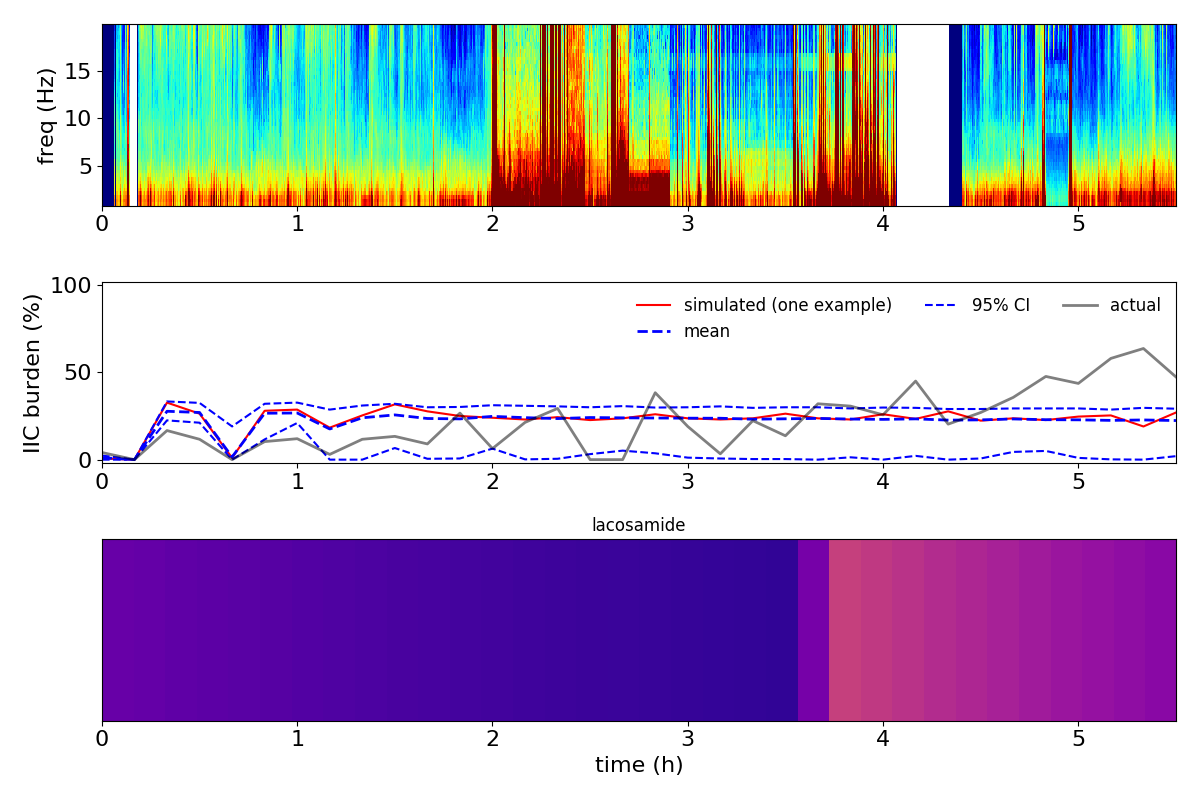 freq (Hz)
15
10
5
0 1 2 3 4 5
IIC burden (%)
100
50
0
simulated (one example) 95% CI actual
mean
0 1 2 3 4 5
lacosamide
0 1 2 3 4 5
time (h)